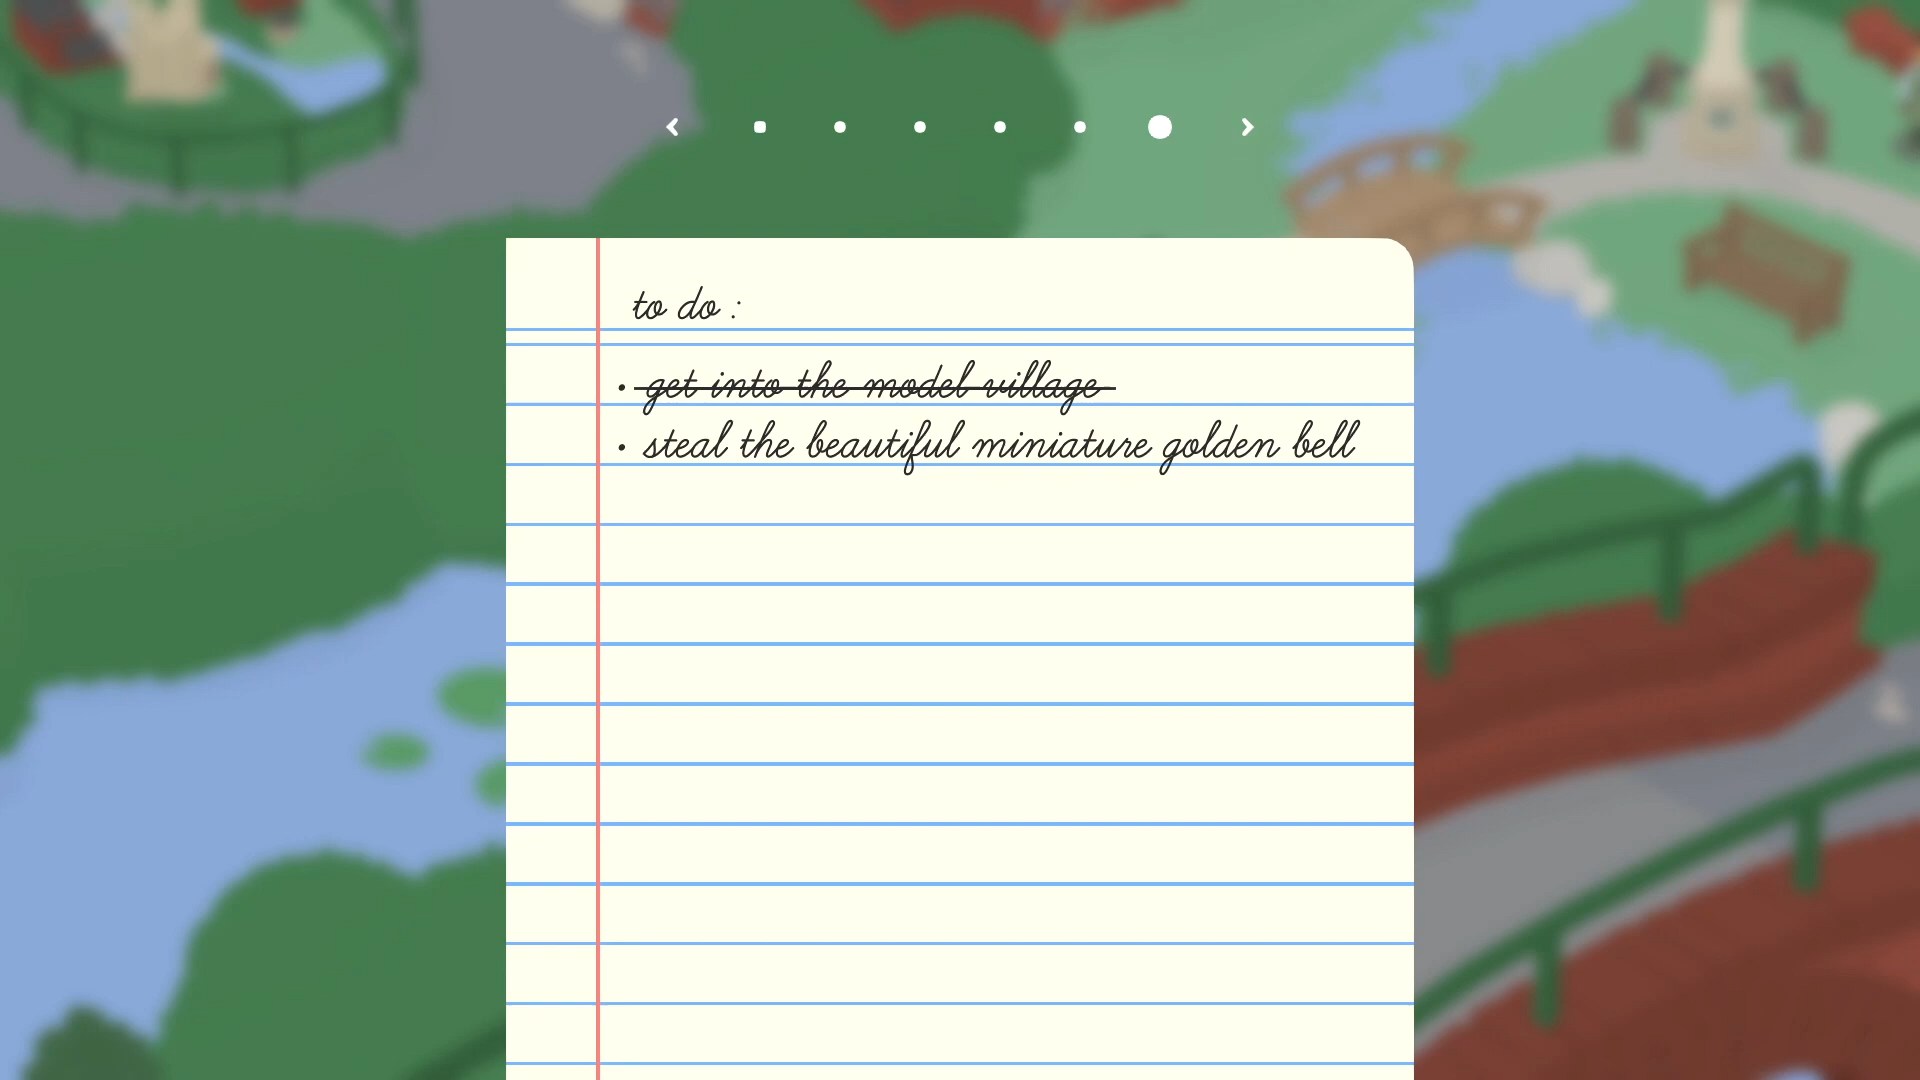 to do :
• get into the model village
• steal the beautiful miniature golden bell